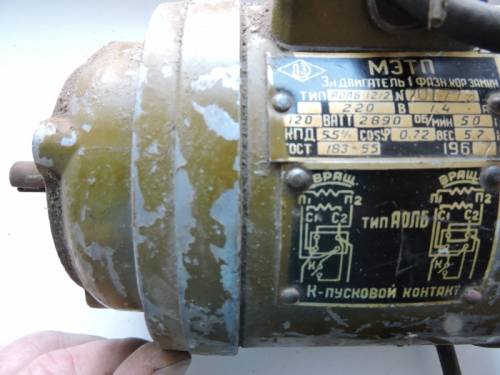 МЭТП
Эл.ДВИГАТЕЛЬ 1 ФАЗН.КОР.ЗАМКН
ТИП АОЛБ 12/2 №
220 В 1.4 А
120 ВАТТ 2890 ОБ/МИН 50
КПД 55% COSφ 0.72 ВЕС 5.7
ГОСТ 183-55 196
ВРАЩ. ВРАЩ.
П1 П2 П1 П2
С1 С2 ТИП АОЛБ С1 С2
К К
К-ПУСКОВОЙ КОНТАКТ